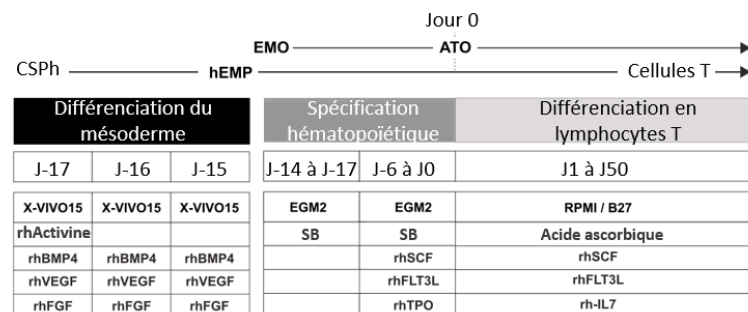 Jour 0
EMO ATO
CSPh hEMP Cellules T
Différenciation du
mésoderme
Spécification
hématopoïétique
Différenciation en
lymphocytes T
J-17 J-16 J-15 J-14 à J-17 J-6 à J0 J1 à J50
X-VIVO15 X-VIVO15 X-VIVO15 EGM2 EGM2 RPMI / B27
rhActivine SB SB Acide ascorbique
rhBMP4 rhBMP4 rhBMP4 rhSCF rhSCF
rhVEGF rhVEGF rhVEGF rhFLT3L rhFLT3L
rhFGF rhFGF rhFGF rhTPO rh-IL7